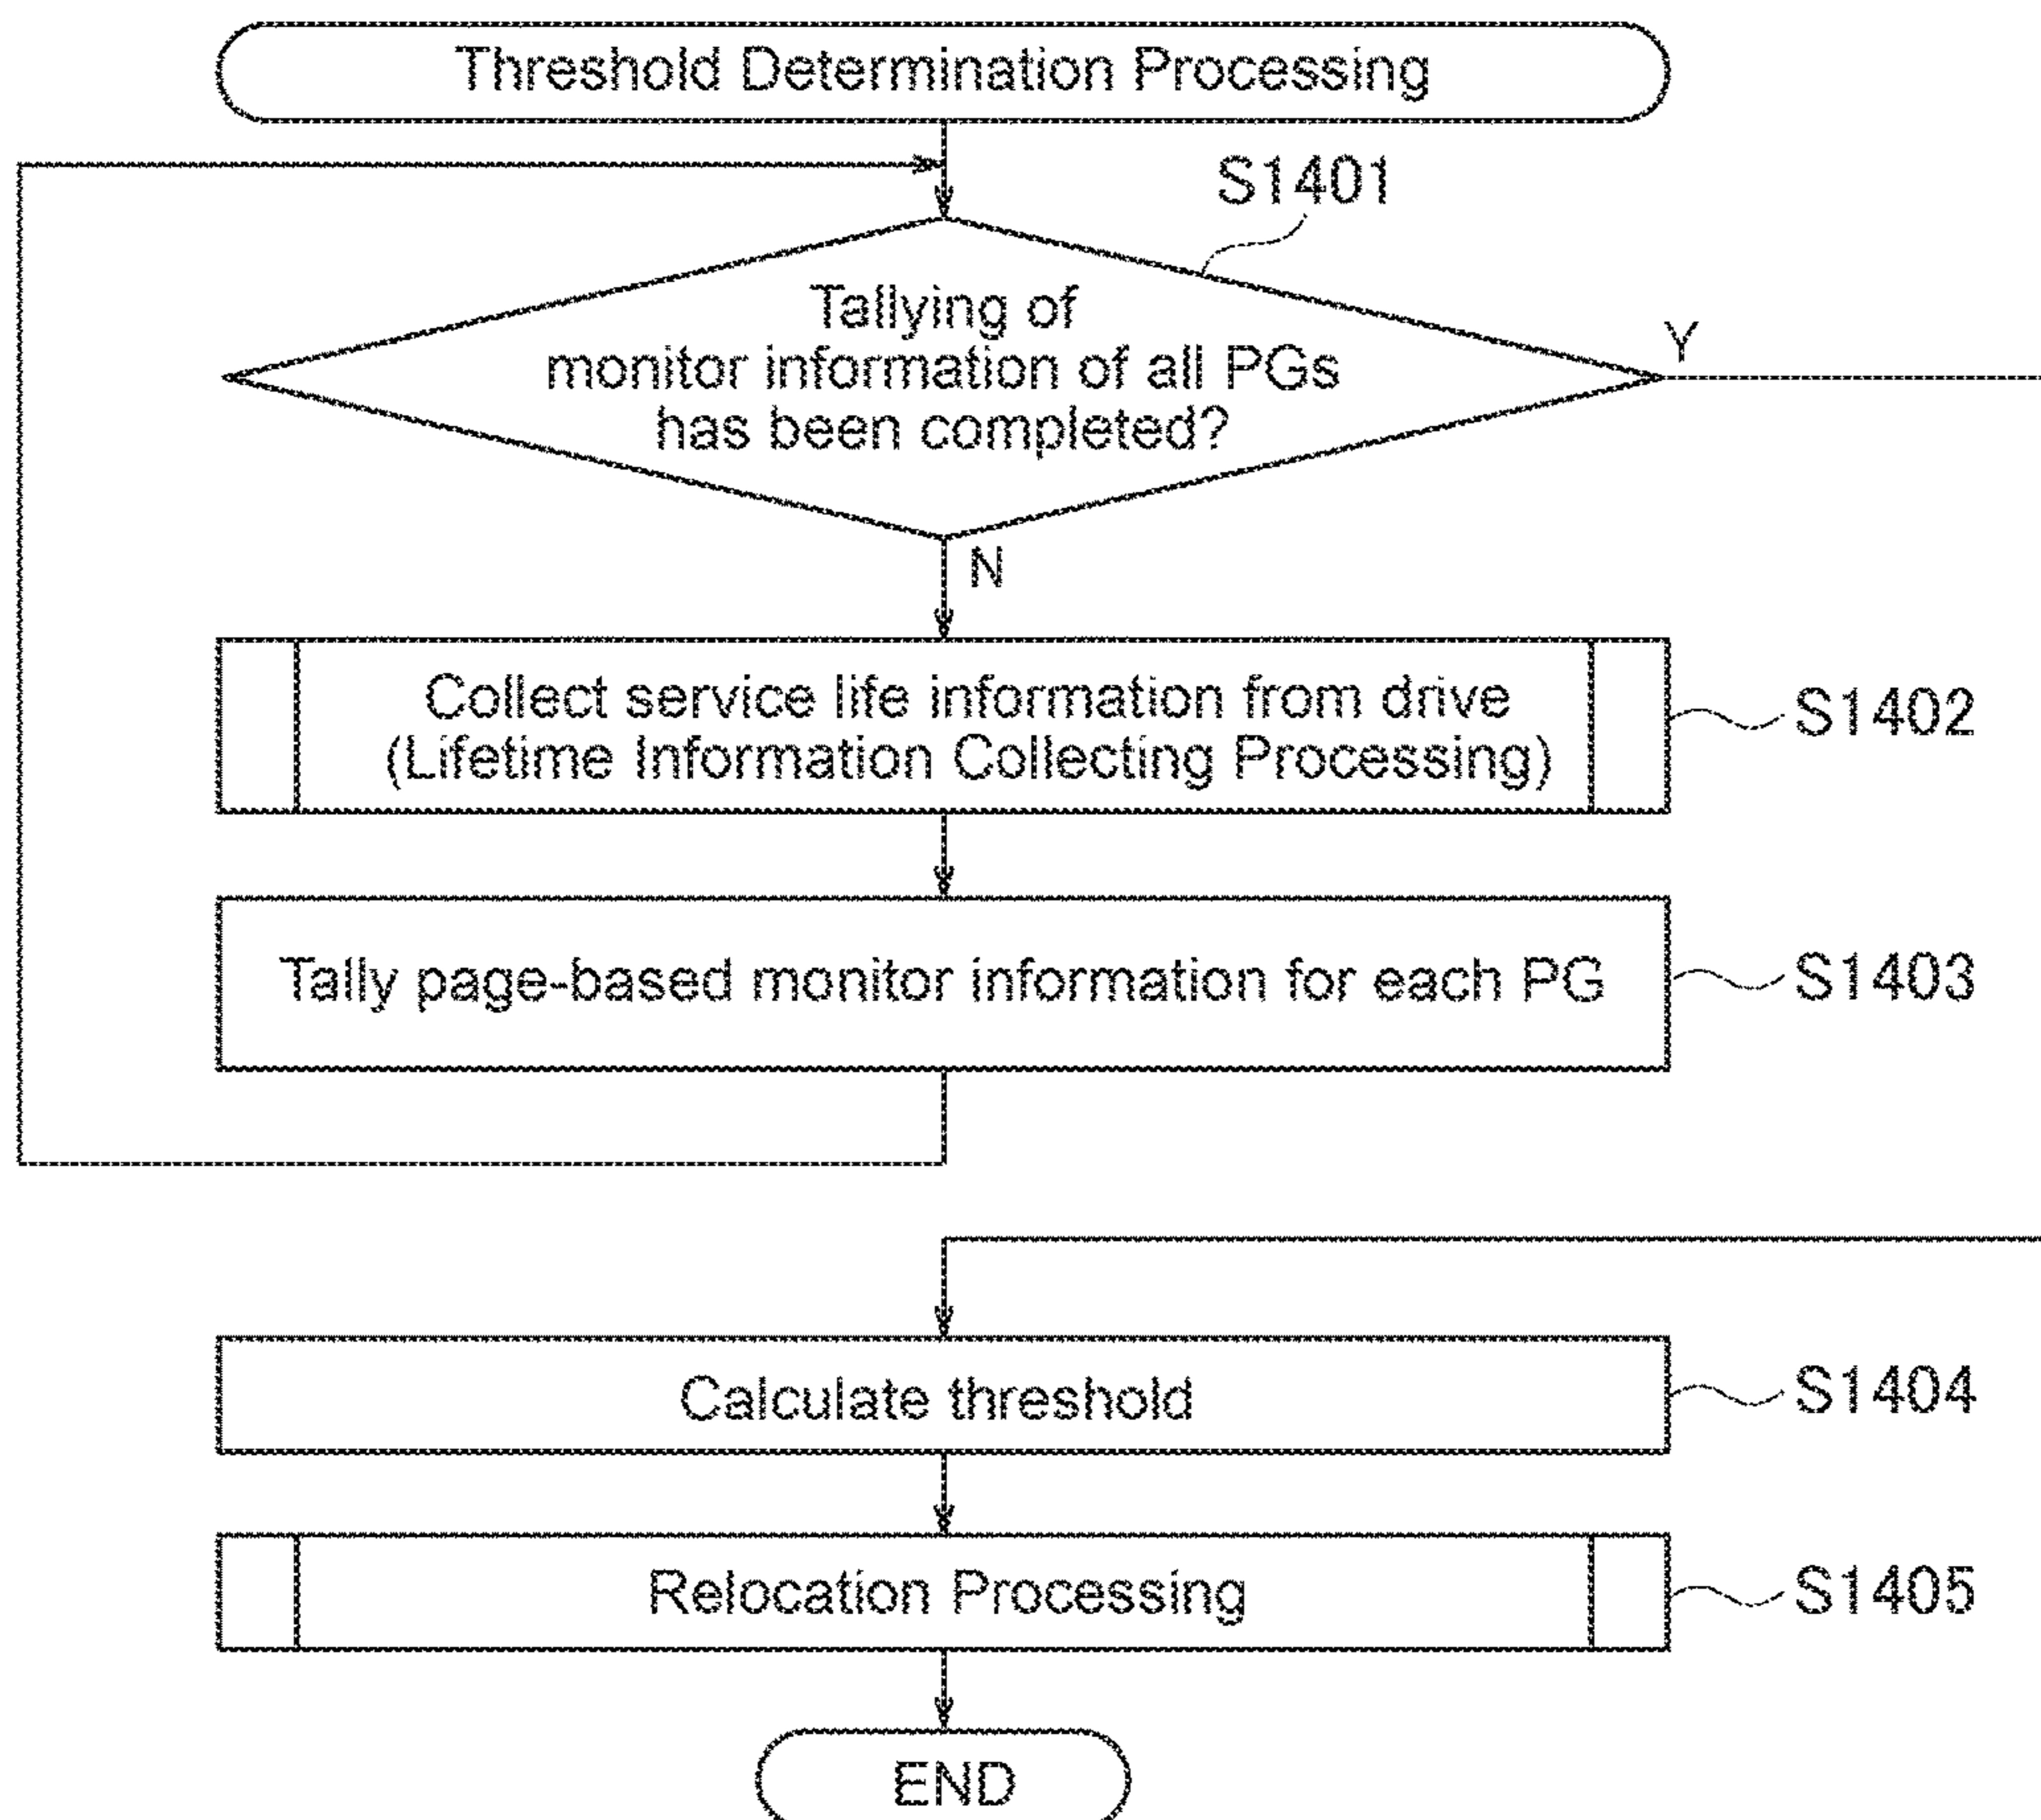 Threshold Determination Processing
S1401
Tallying of
monitor information of all PGs
has been completed?
Y
N
Collect service life information from drive
(Lifetime Information Collecting Processing)
S1402
Tally page-based monitor information for each PG
S1403
Calculate threshold
S1404
Relocation Processing
S1405
END